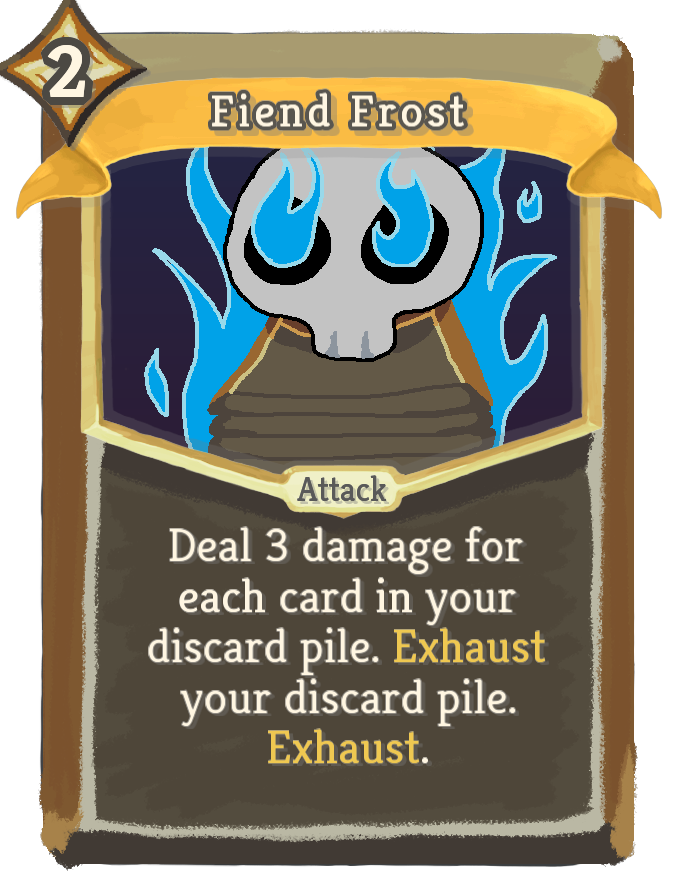 2
Fiend Frost
Attack
Deal 3 damage for
each card in your
discard pile. Exhaust
your discard pile.
Exhaust.